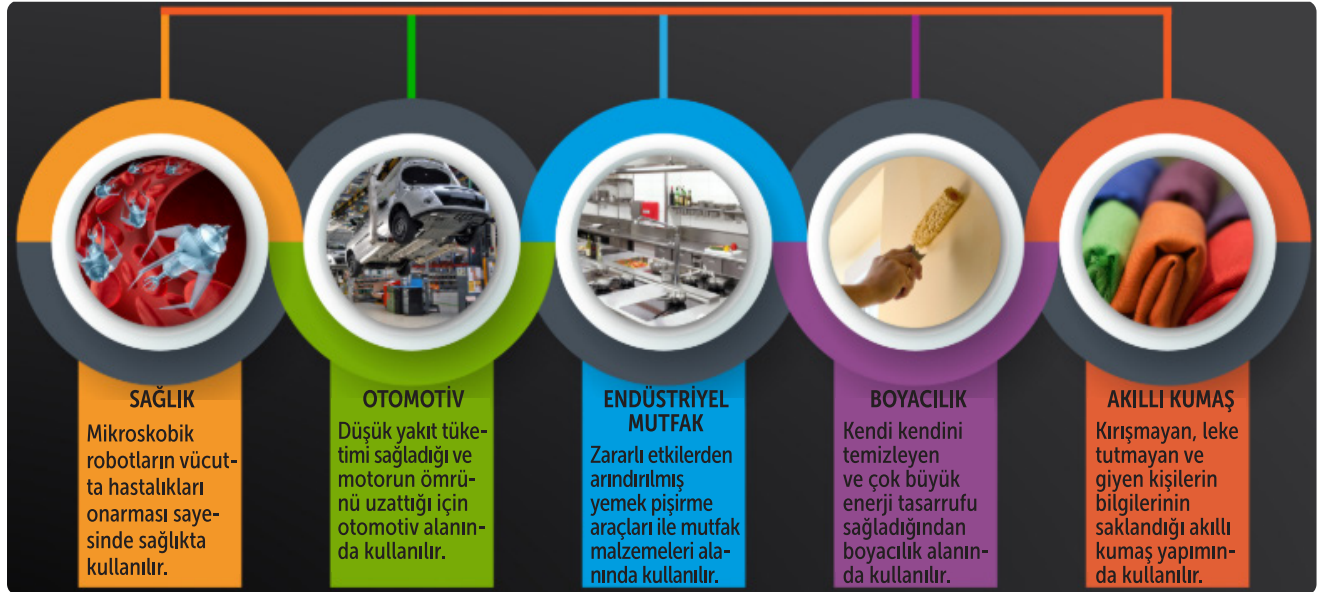 SAĞLIK
Mikroskobik
robotların vücut-
ta hastalıkları
onarması saye-
sinde sağlıkta
kullanılır.
OTOMOTİV
Düşük yakıt tüke-
timi sağladığı ve
motorun ömrü-
nü uzattığı için
otomotiv alanın-
da kullanılır.
ENDÜSTRİYEL
MUTFAK
Zararlı etkilerden
arındırılmış
yemek pişirme
araçları ile mutfak
malzemeleri ala-
nında kullanılır.
BOYACILIK
Kendi kendini
temizleyen
ve çok büyük
enerji tasarrufu
sağladığından
boyacılık alanın-
da kullanılır.
AKILLI KUMAŞ
Kırışmayan, leke
tutmayan ve
giyen kişilerin
bilgilerinin
saklandığı akıllı
kumaş yapımın-
da kullanılır.